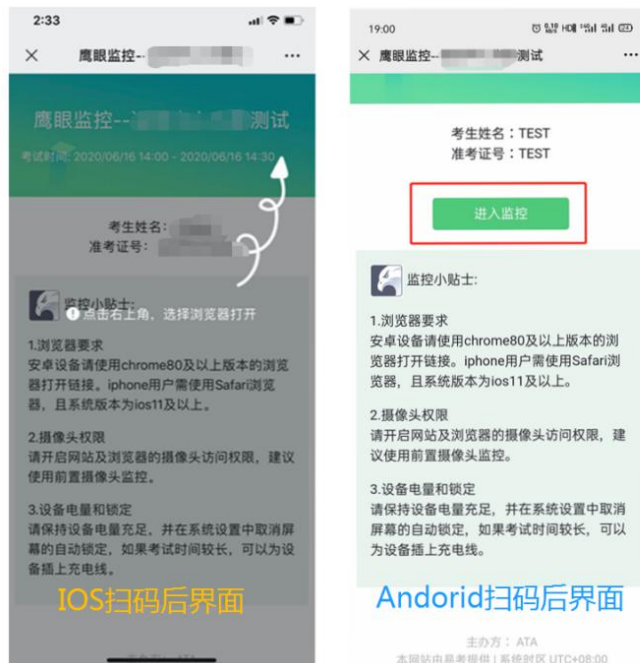 2:33
鹰眼监控--
鹰眼监控--
测试
考试时间: 2020/06/16 14:00 - 2020/06/16 14:30
考生姓名:
准考证号:
监控小贴士:
点击右上角，选择浏览器打开
1.浏览器要求
安卓设备请使用chrome80及以上版本的浏览
器打开链接。iphone用户需使用Safari浏览
器，且系统版本为ios11及以上。
2.摄像头权限
请开启网站及浏览器的摄像头访问权限，建议
使用前置摄像头监控。
3.设备电量和锁定
请保持设备电量充足，并在系统设置中取消屏
幕的自动锁定，如果考试时间较长，可以为设
备插上充电线。
IOS扫码后界面
主办方： ATA
19:00
鹰眼监控--
测试
考生姓名：TEST
准考证号：TEST
进入监控
监控小贴士:
1.浏览器要求
安卓设备请使用chrome80及以上版本的浏
览器打开链接。iphone用户需使用Safari浏
览器，且系统版本为ios11及以上。
2.摄像头权限
请开启网站及浏览器的摄像头访问权限，建
议使用前置摄像头监控。
3.设备电量和锁定
请保持设备电量充足，并在系统设置中取消
屏幕的自动锁定，如果考试时间较长，可以
为设备插上充电线。
Andorid扫码后界面
主办方： ATA
本网站由易考提供 | 系统时区 UTC+08:00